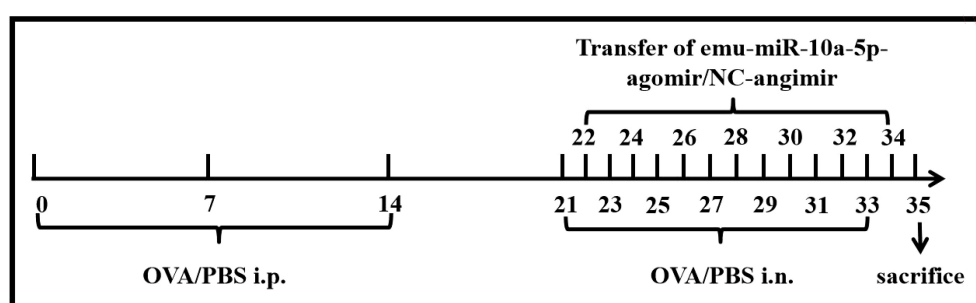 Transfer of emu-miR-10a-5p-
agomir/NC-angimir
22 24 26 28 30 32 34
0 7 14 21 23 25 27 29 31 33 35
OVA/PBS i.p. OVA/PBS i.n. sacrifice